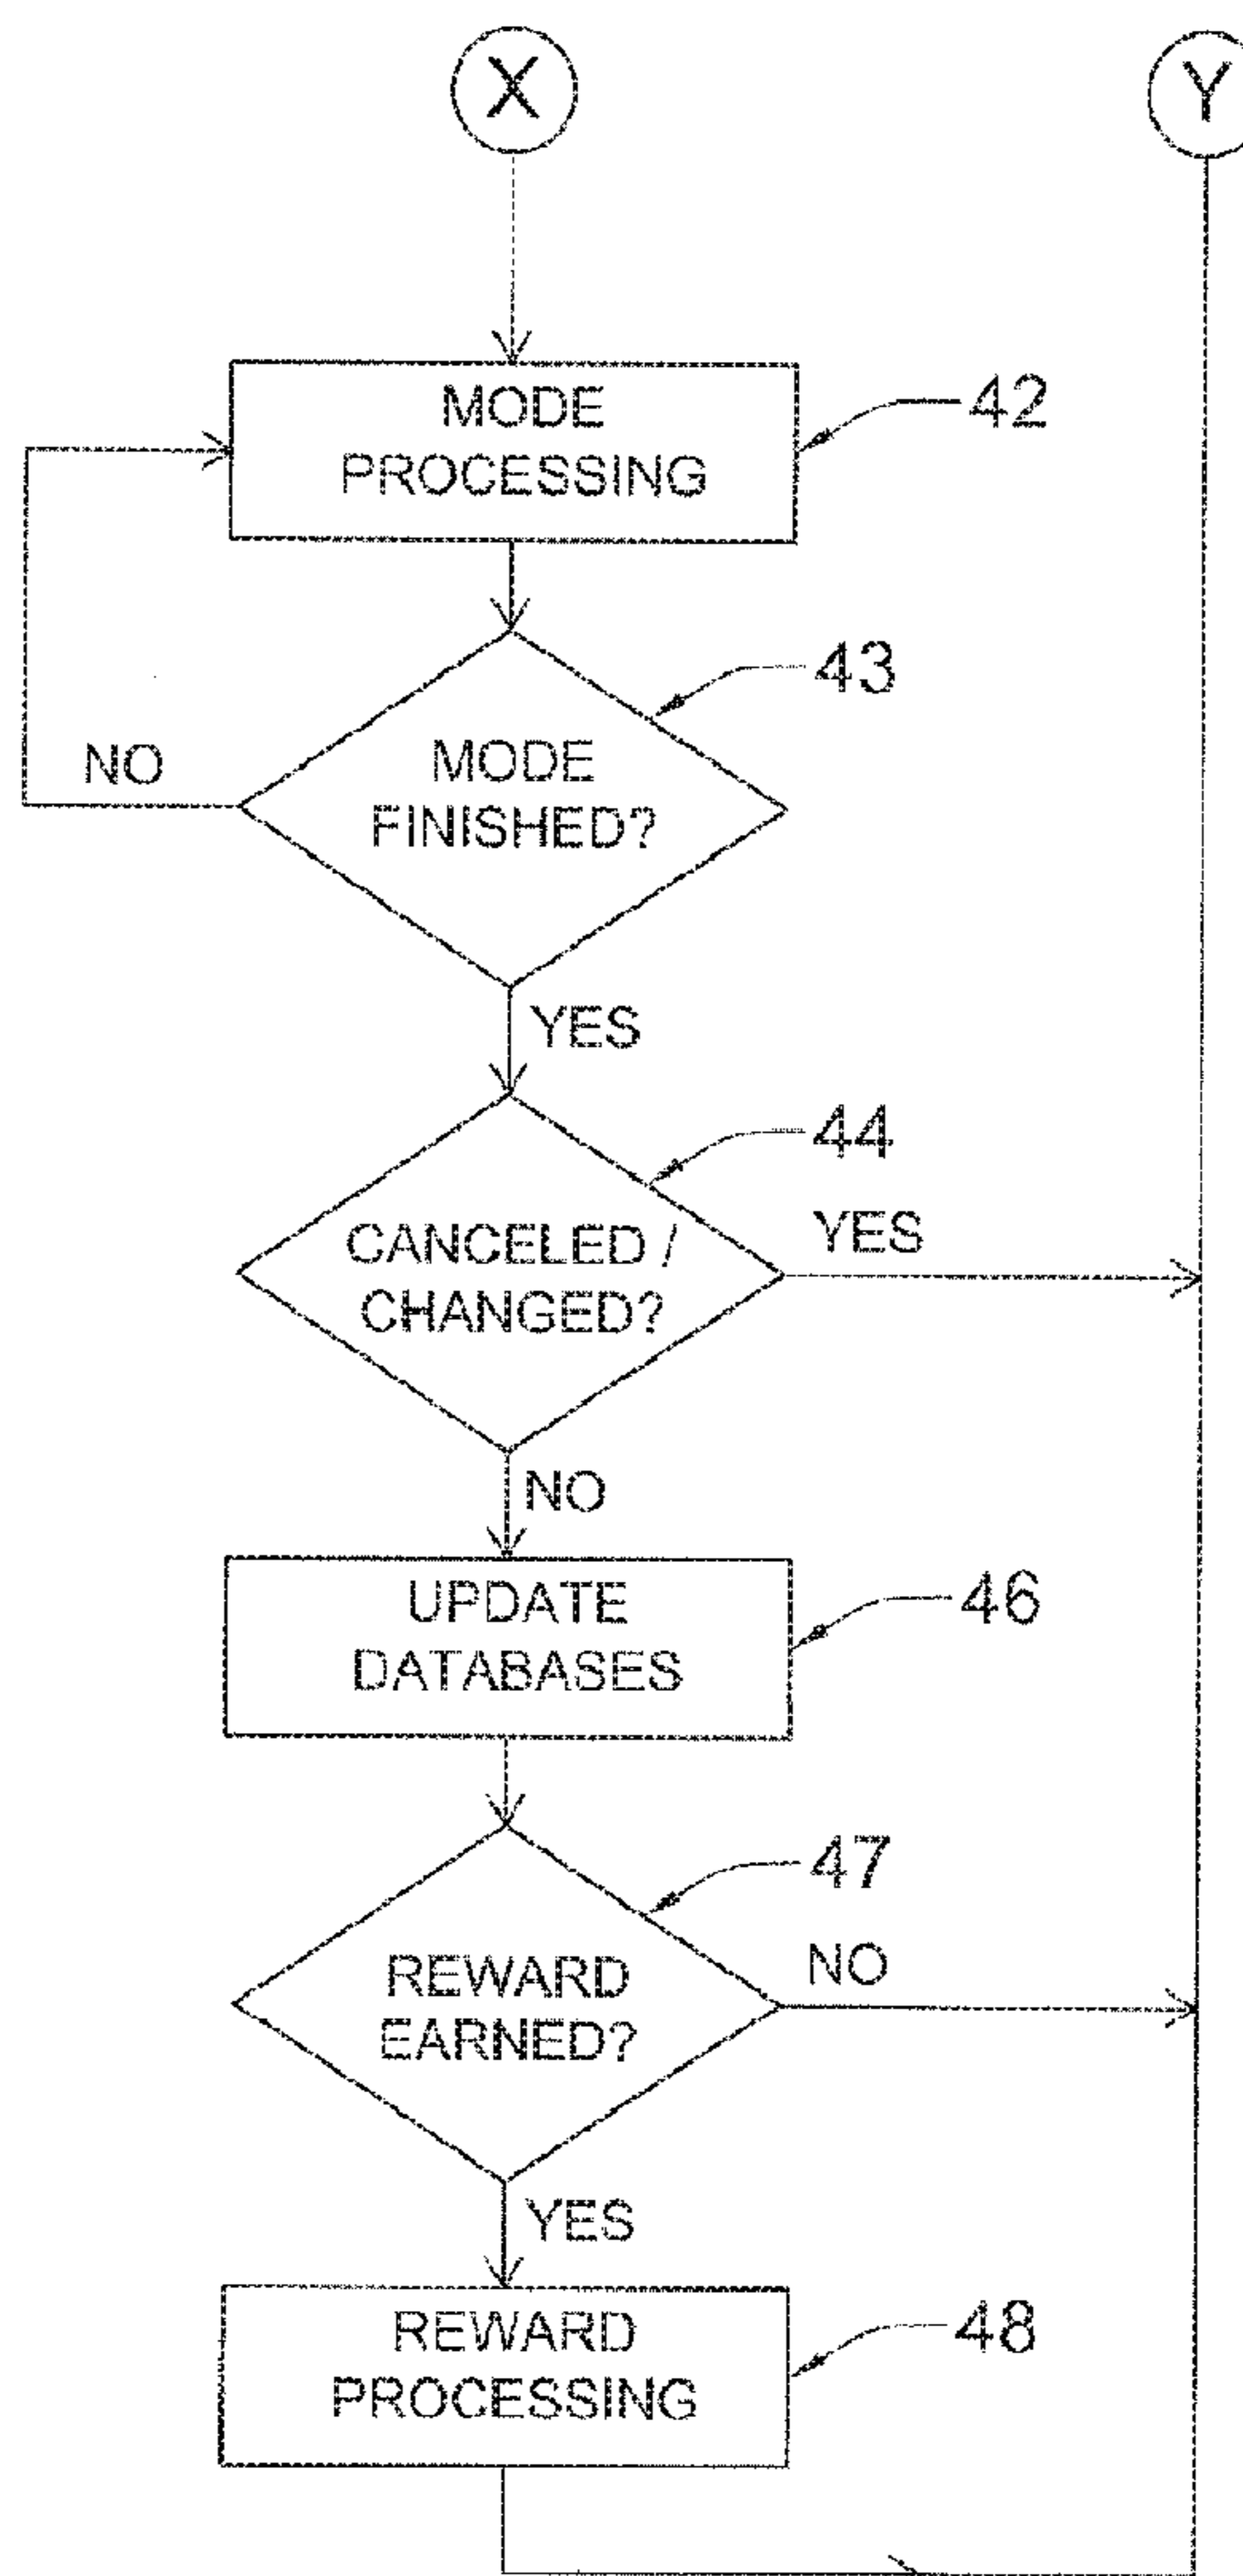 X
Y
MODE
PROCESSING
42
43
MODE
FINISHED?
NO
YES
44
CANCELED /
CHANGED?
YES
NO
UPDATE
DATABASES
46
47
REWARD
EARNED?
NO
YES
REWARD
PROCESSING
48